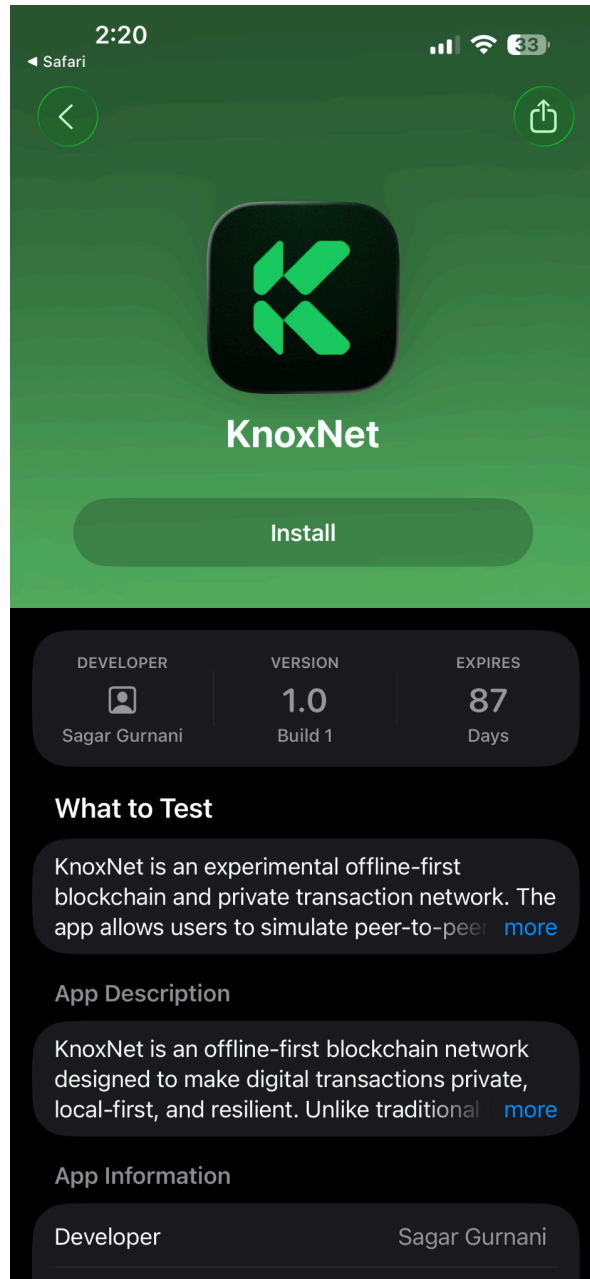 2:20
33
◀ Safari
KnoxNet
Install
DEVELOPER
Sagar Gurnani
VERSION
1.0
Build 1
EXPIRES
87
Days
What to Test
KnoxNet is an experimental offline-first
blockchain and private transaction network. The
app allows users to simulate peer-to-peer more
App Description
KnoxNet is an offline-first blockchain network
designed to make digital transactions private,
local-first, and resilient. Unlike traditional more
App Information
Developer Sagar Gurnani